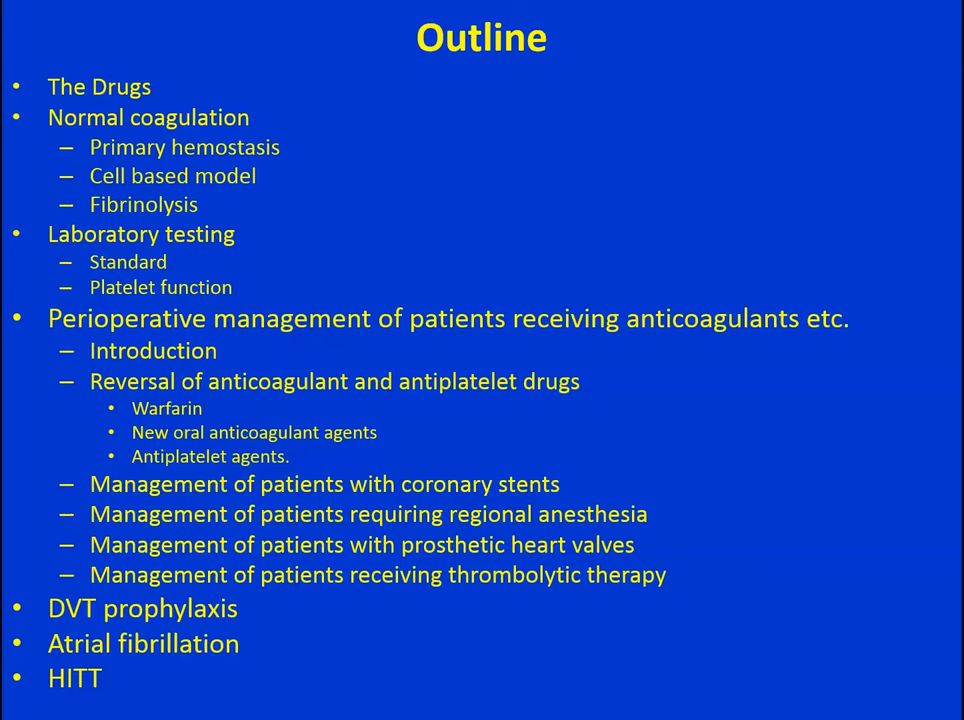 Outline
• The Drugs
• Normal coagulation
– Primary hemostasis
– Cell based model
– Fibrinolysis
• Laboratory testing
– Standard
– Platelet function
• Perioperative management of patients receiving anticoagulants etc.
– Introduction
– Reversal of anticoagulant and antiplatelet drugs
• Warfarin
• New oral anticoagulant agents
• Antiplatelet agents.
– Management of patients with coronary stents
– Management of patients requiring regional anesthesia
– Management of patients with prosthetic heart valves
– Management of patients receiving thrombolytic therapy
• DVT prophylaxis
• Atrial fibrillation
• HITT